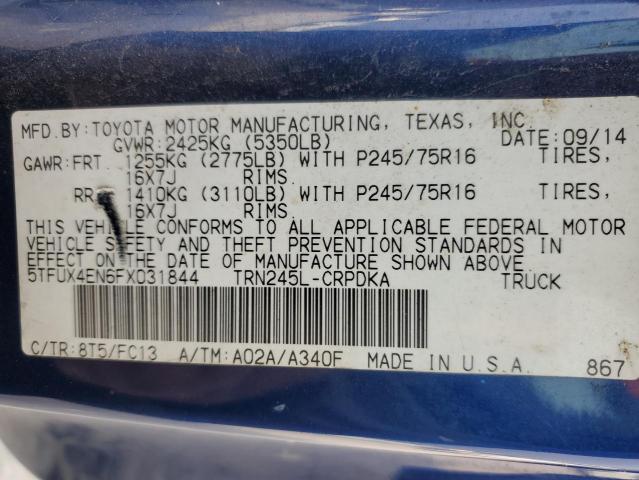 MFD.BY:TOYOTA MOTOR MANUFACTURING, TEXAS, INC.
GVWR:2425KG (5350LB) DATE:09/14
GAWR:FRT 1255KG (2775LB) WITH P245/75R16 TIRES,
16X7J RIMS.
RR 1410KG (3110LB) WITH P245/75R16 TIRES,
16X7J RIMS.
THIS VEHICLE CONFORMS TO ALL APPLICABLE FEDERAL MOTOR
VEHICLE SAFETY AND THEFT PREVENTION STANDARDS IN
EFFECT ON THE DATE OF MANUFACTURE SHOWN ABOVE.
5TFUX4EN6FX031844 TRN245L-CRPDKA TRUCK
C/TR:8T5/FC13 A/TM:A02A/A340F MADE IN U.S.A.
867